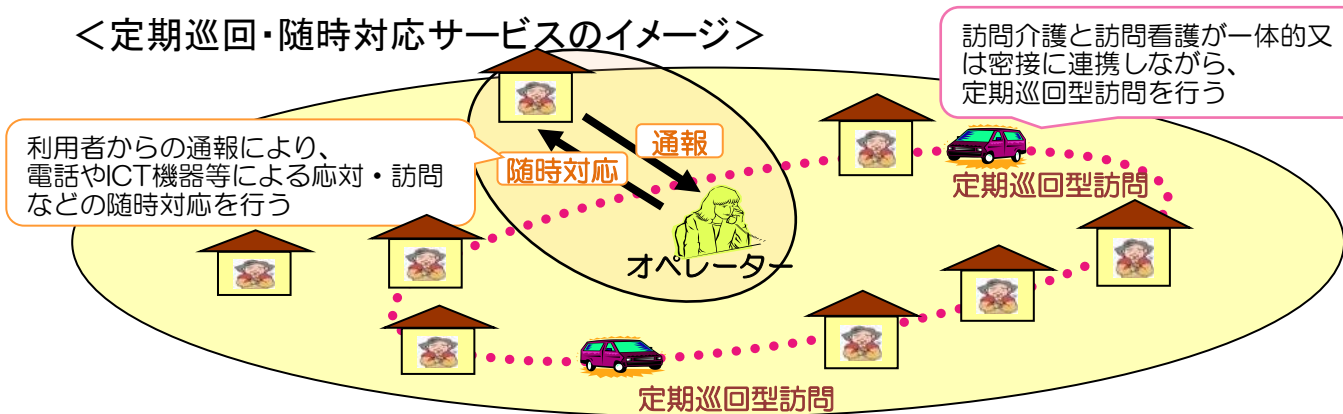 ＜定期巡回・随時対応サービスのイメージ＞
訪問介護と訪問看護が一体的又
は密接に連携しながら、
定期巡回型訪問を行う
利用者からの通報により、
電話やICT機器等による応対・訪問
などの随時対応を行う
通報
随時対応
定期巡回型訪問
オペレーター
定期巡回型訪問